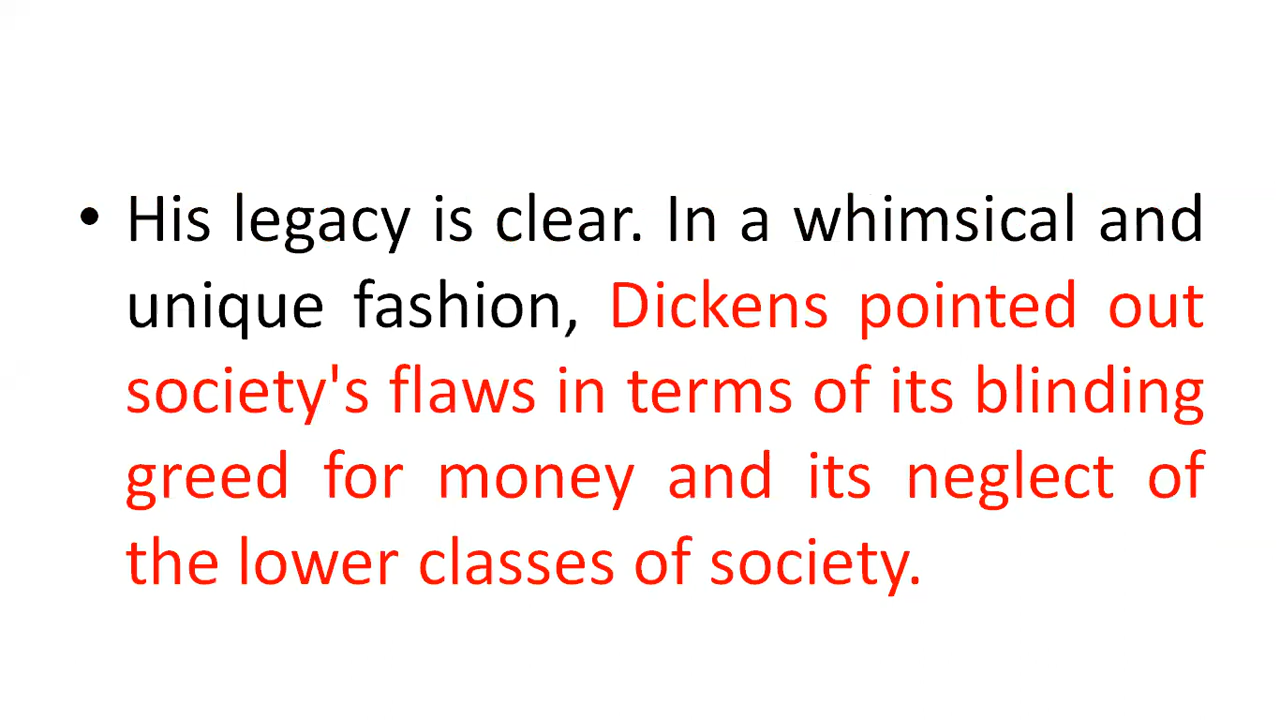 • His legacy is clear. In a whimsical and
unique fashion, Dickens pointed out
society's flaws in terms of its blinding
greed for money and its neglect of
the lower classes of society.